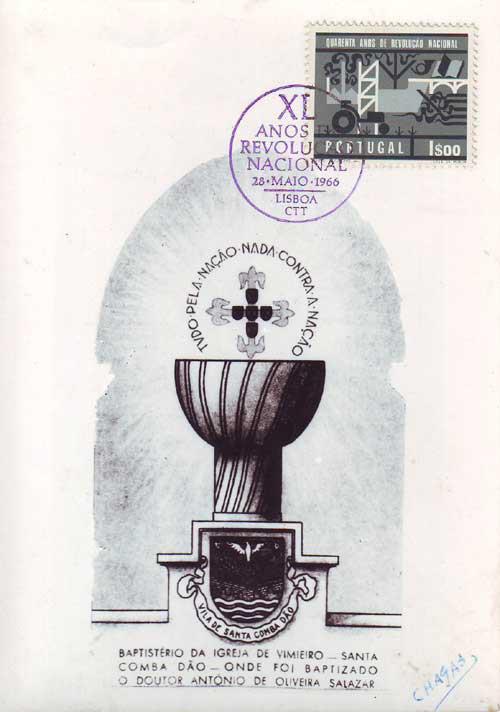 QUARENTA ANOS DE REVOLUÇÃO NACIONAL
PORTUGAL 1$00
XL
ANOS
REVOLUÇÃO
NACIONAL
28·MAIO·1966
LISBOA
CTT
TVDO·PELA·NAÇÃO·NADA·CONTRA·A·NAÇÃO
VILA DE SANTA COMBA DÃO
BAPTISTÉRIO DA IGREJA DE VIMIEIRO — SANTA
COMBA DÃO — ONDE FOI BAPTIZADO
O DOUTOR ANTÓNIO DE OLIVEIRA SALAZAR
CHAGAS